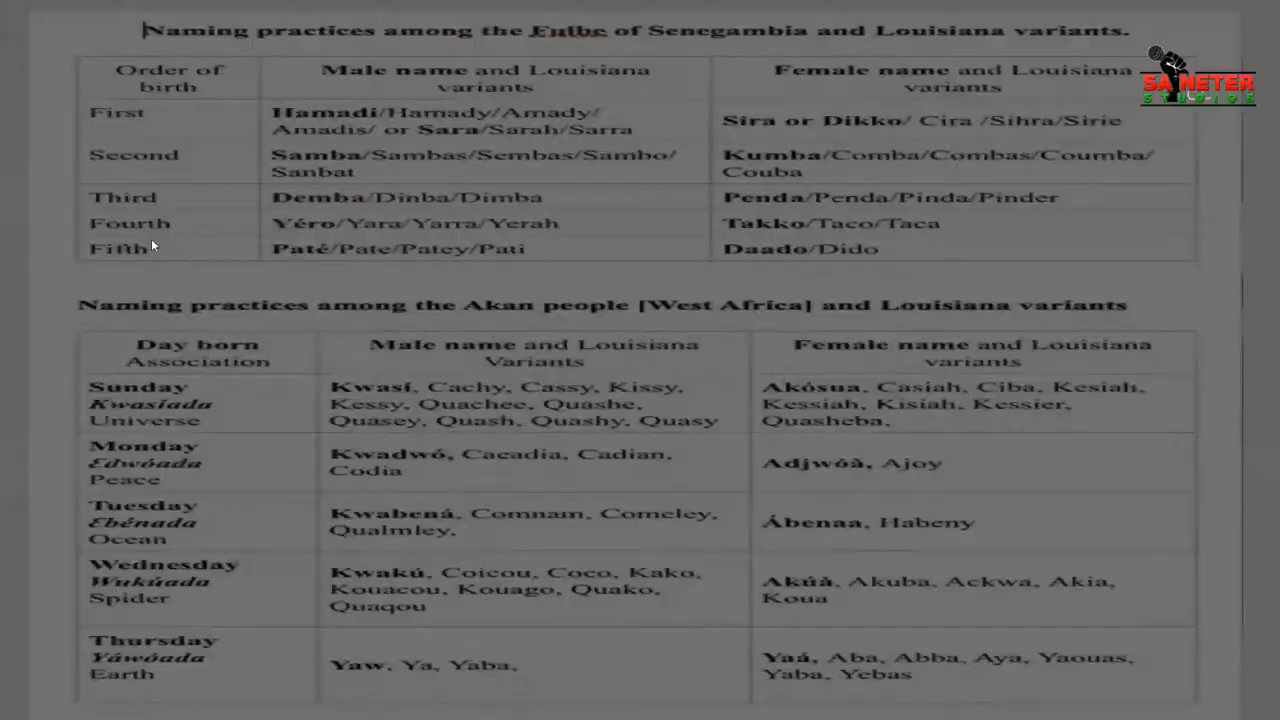 Naming practices among the Fulbe of Senegambia and Louisiana variants.
SA NETER
STUDIOS
Order of birth
Male name and Louisiana variants
Female name and Louisiana variants
First
Hamadi/Hamady/Amady/
Amadis/ or Sara/Sarah/Sarra
Sira or Dikko/ Cira /Sihra/Sirie
Second
Samba/Sambas/Sembas/Sambo/
Sanbat
Kumba/Comba/Combas/Coumba/
Couba
Third
Demba/Dinba/Dimba
Penda/Penda/Pinda/Pinder
Fourth
Yéro/Yara/Yarra/Yerah
Takko/Taco/Taca
Fifth
Paté/Pate/Patey/Pati
Daado/Dido
Naming practices among the Akan people [West Africa] and Louisiana variants
Day born
Association
Male name and Louisiana
Variants
Female name and Louisiana
variants
Sunday
Kwasíada
Universe
Kwasí, Cachy, Cassy, Kissy,
Kessy, Quachee, Quashe,
Quasey, Quash, Quashy, Quasy
Akósua, Casiah, Ciba, Kesiah,
Kessiah, Kisiah, Kessier,
Quasheba,
Monday
Edwóada
Peace
Kwadwó, Cacadia, Cadian,
Codia
Adjwóà, Ajoy
Tuesday
Ebénada
Ocean
Kwabená, Comnam, Comeley,
Qualmley,
Ábenaa, Habeny
Wednesday
Wukúada
Spider
Kwakú, Coicou, Coco, Kako,
Kouacou, Kouago, Quako,
Quaqou
Akúà, Akuba, Ackwa, Akia,
Koua
Thursday
Yáwóada
Earth
Yaw, Ya, Yaba,
Yaá, Aba, Abba, Aya, Yaouas,
Yaba, Yebas